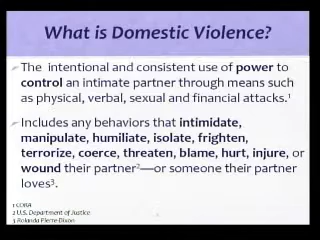 What is Domestic Violence?
The intentional and consistent use of power to
control an intimate partner through means such
as physical, verbal, sexual and financial attacks.1
Includes any behaviors that intimidate,
manipulate, humiliate, isolate, frighten,
terrorize, coerce, threaten, blame, hurt, injure, or
wound their partner2—or someone their partner
loves3.
1 CORA
2 U.S. Department of Justice
3 Rolanda Pierre Dixon